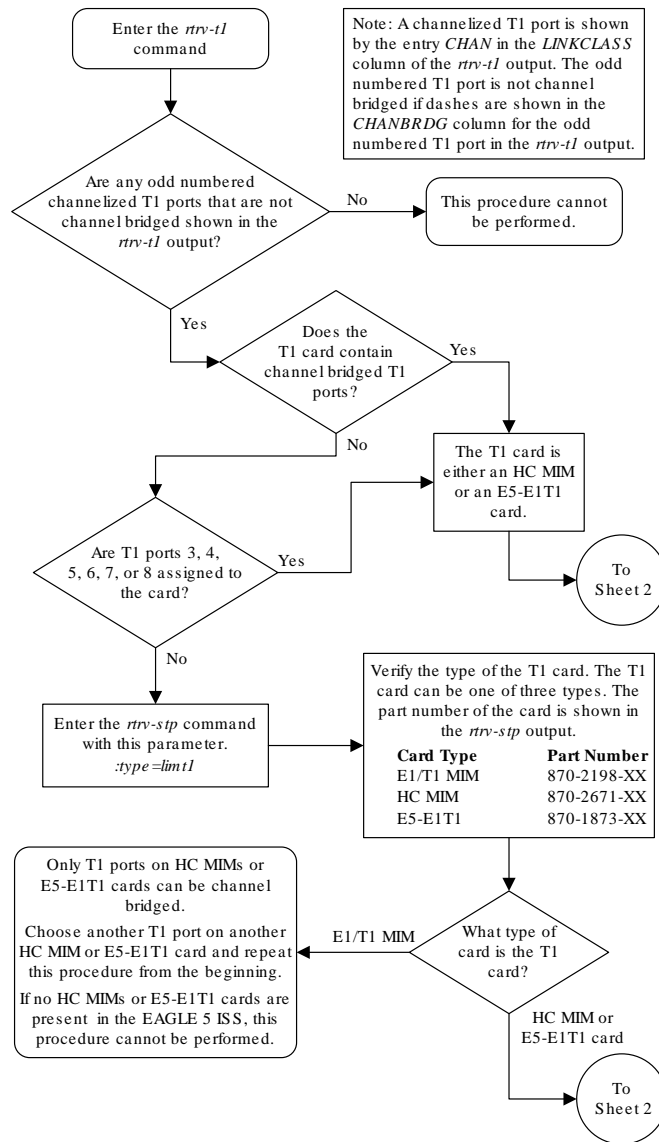 Enter the rtrv-t1
command
Note: A channelized T1 port is shown
by the entry CHAN in the LINKCLASS
column of the rtrv-t1 output. The odd
numbered T1 port is not channel
bridged if dashes are shown in the
CHANBRDG column for the odd
numbered T1 port in the rtrv-t1 output.
Are any odd numbered
channelized T1 ports that are not
channel bridged shown in the
rtrv-t1 output?
No
This procedure cannot
be performed.
Yes
Does the
T1 card contain
channel bridged T1
ports?
Yes
No
The T1 card is
either an HC MIM
or an E5-E1T1
card.
Are T1 ports 3, 4,
5, 6, 7, or 8 assigned to
the card?
Yes
To
Sheet 2
No
Enter the rtrv-stp command
with this parameter.
:type=limt1
Verify the type of the T1 card. The T1
card can be one of three types. The
part number of the card is shown in
the rtrv-stp output.
Card Type Part Number
E1/T1 MIM 870-2198-XX
HC MIM 870-2671-XX
E5-E1T1 870-1873-XX
Only T1 ports on HC MIMs or
E5-E1T1 cards can be channel
bridged.
Choose another T1 port on another
HC MIM or E5-E1T1 card and repeat
this procedure from the beginning.
If no HC MIMs or E5-E1T1 cards are
present in the EAGLE 5 ISS, this
procedure cannot be performed.
E1/T1 MIM
What type of
card is the T1
card?
HC MIM or
E5-E1T1 card
To
Sheet 2